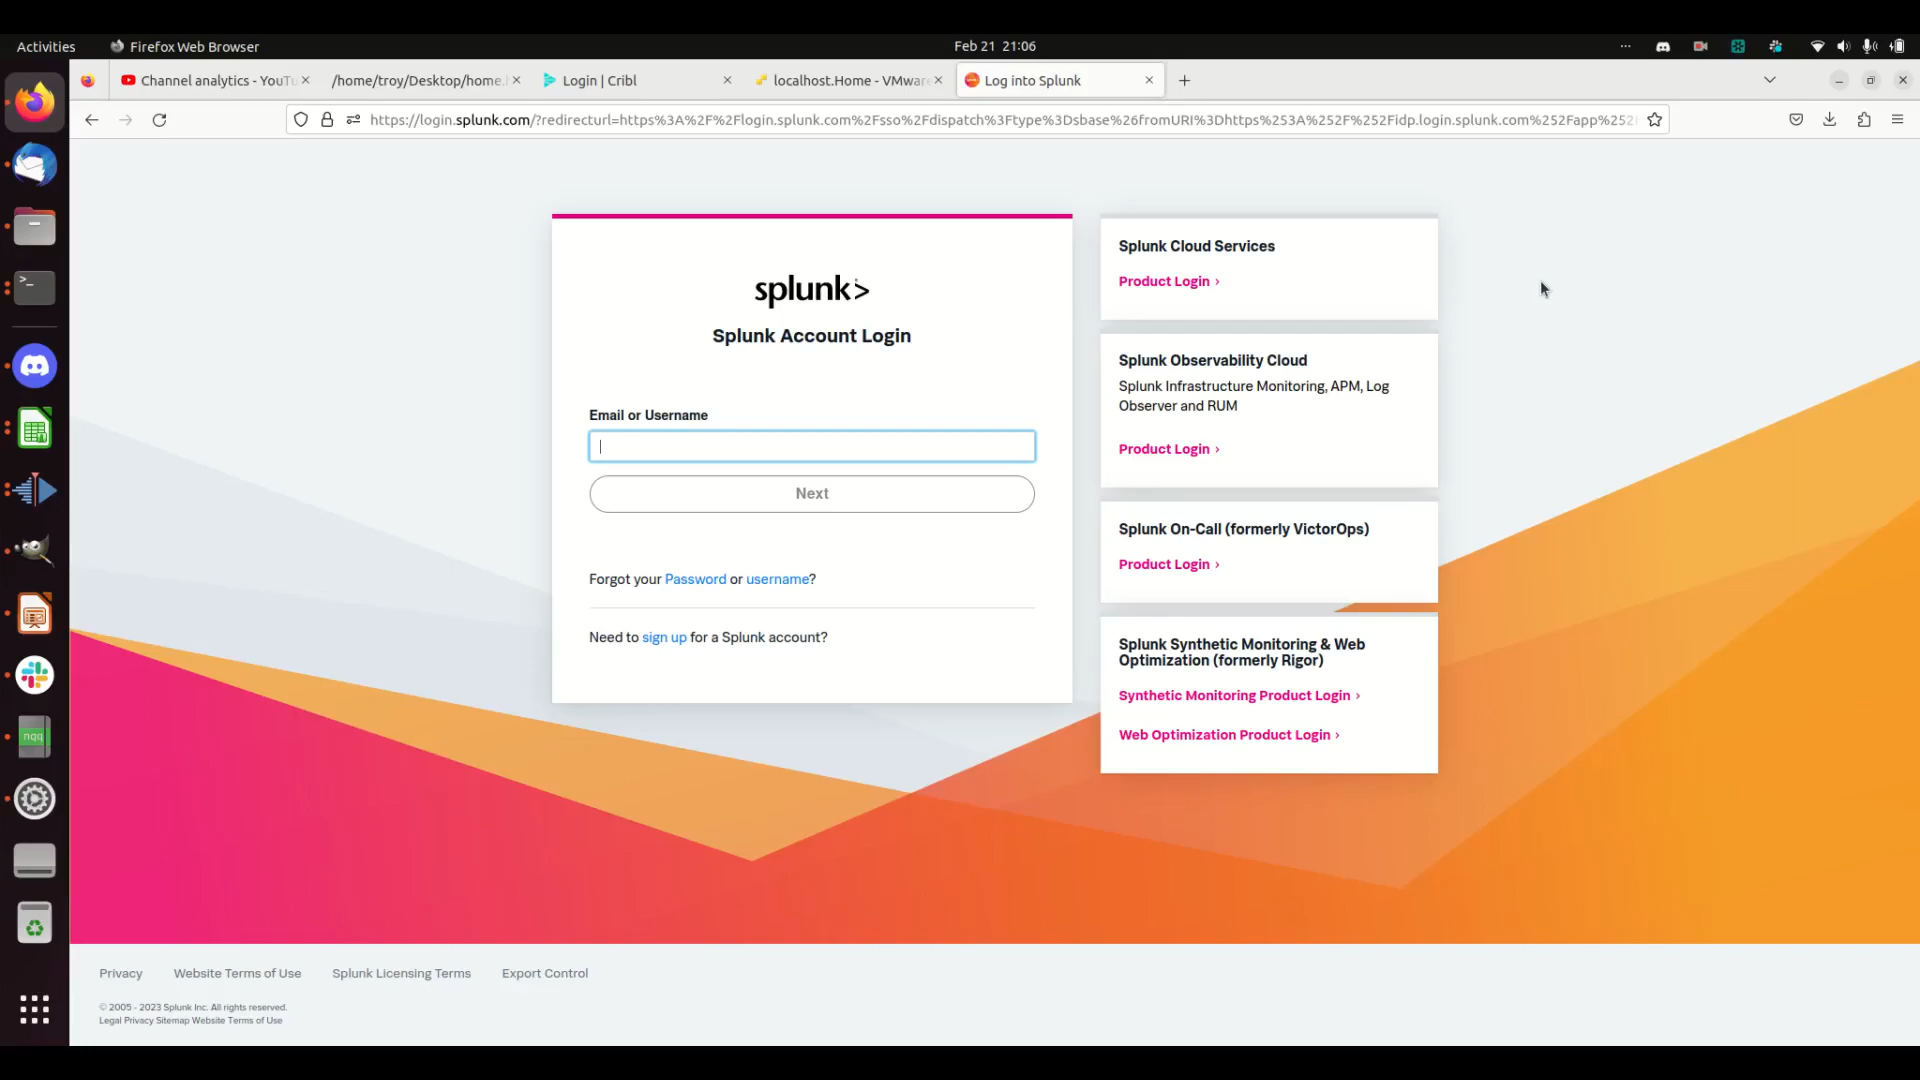 Activities
Firefox Web Browser
Feb 21 21:06
Channel analytics - YouTu
/home/troy/Desktop/home.
Login | Cribl
localhost.Home - VMware
Log into Splunk
https://login.splunk.com/?redirecturl=https%3A%2F%2Flogin.splunk.com%2Fsso%2Fdispatch%3Ftype%3Dsbase%26fromURI%3Dhttps%253A%252F%252Fidp.login.splunk.com%252Fapp%252
splunk>
Splunk Account Login
Email or Username
Next
Forgot your Password or username?
Need to sign up for a Splunk account?
Splunk Cloud Services
Product Login ›
Splunk Observability Cloud
Splunk Infrastructure Monitoring, APM, Log
Observer and RUM
Product Login ›
Splunk On-Call (formerly VictorOps)
Product Login ›
Splunk Synthetic Monitoring & Web
Optimization (formerly Rigor)
Synthetic Monitoring Product Login ›
Web Optimization Product Login ›
nqq
Privacy
Website Terms of Use
Splunk Licensing Terms
Export Control
© 2005 - 2023 Splunk Inc. All rights reserved.
Legal Privacy Sitemap Website Terms of Use